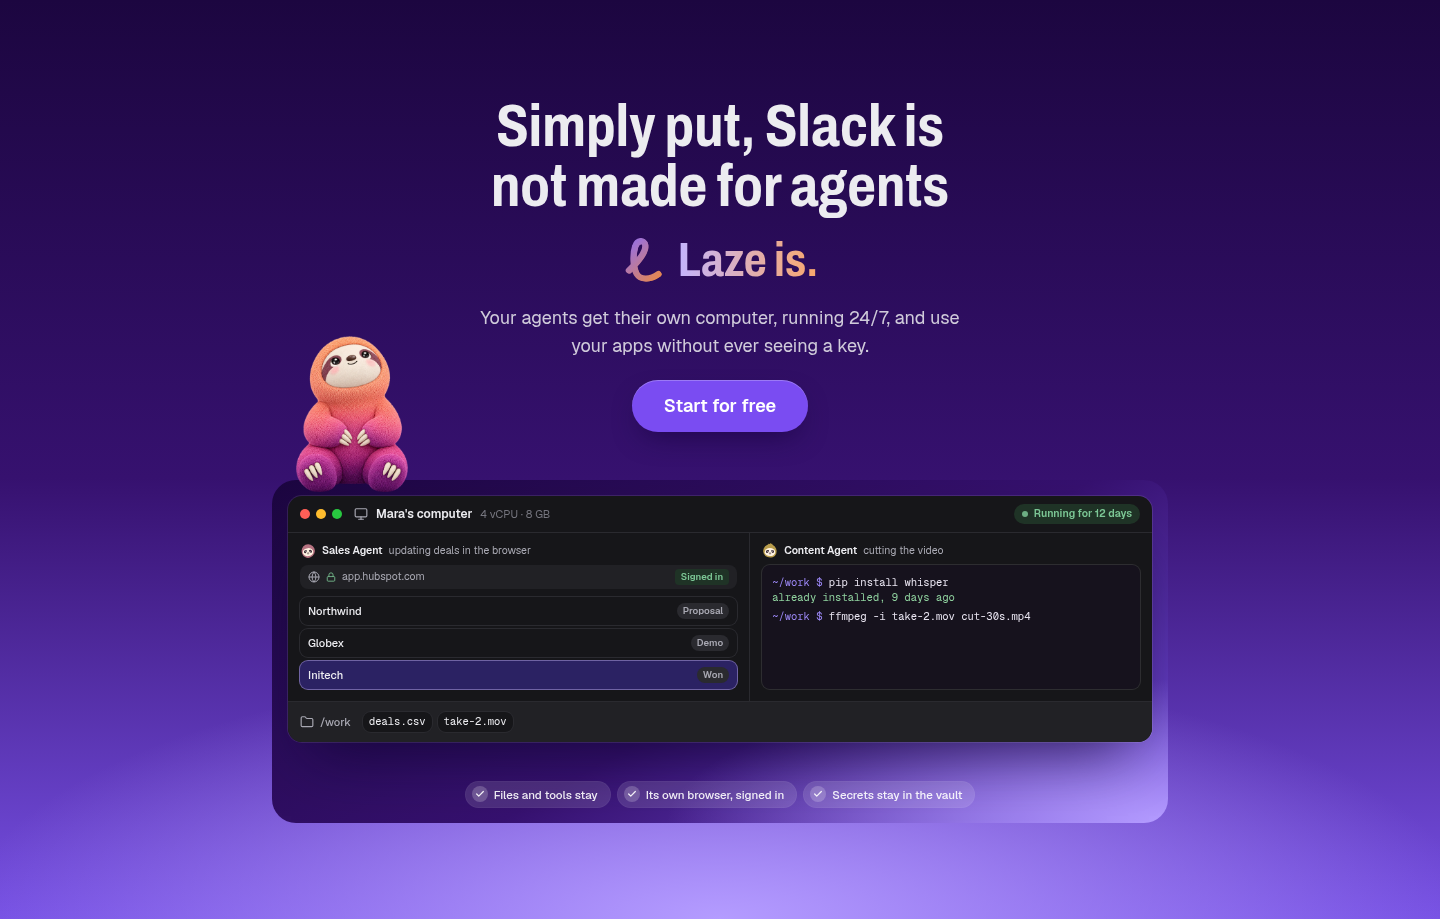 Simply put, Slack is
not made for agents
Laze is.
Your agents get their own computer, running 24/7, and use
your apps without ever seeing a key.
Start for free
Mara's computer 4 vCPU · 8 GB Running for 12 days
Sales Agent updating deals in the browser
app.hubspot.com Signed in
Northwind Proposal
Globex Demo
Initech Won
Content Agent cutting the video
~/work $ pip install whisper
already installed, 9 days ago
~/work $ ffmpeg -i take-2.mov cut-30s.mp4
/work deals.csv take-2.mov
Files and tools stay Its own browser, signed in Secrets stay in the vault